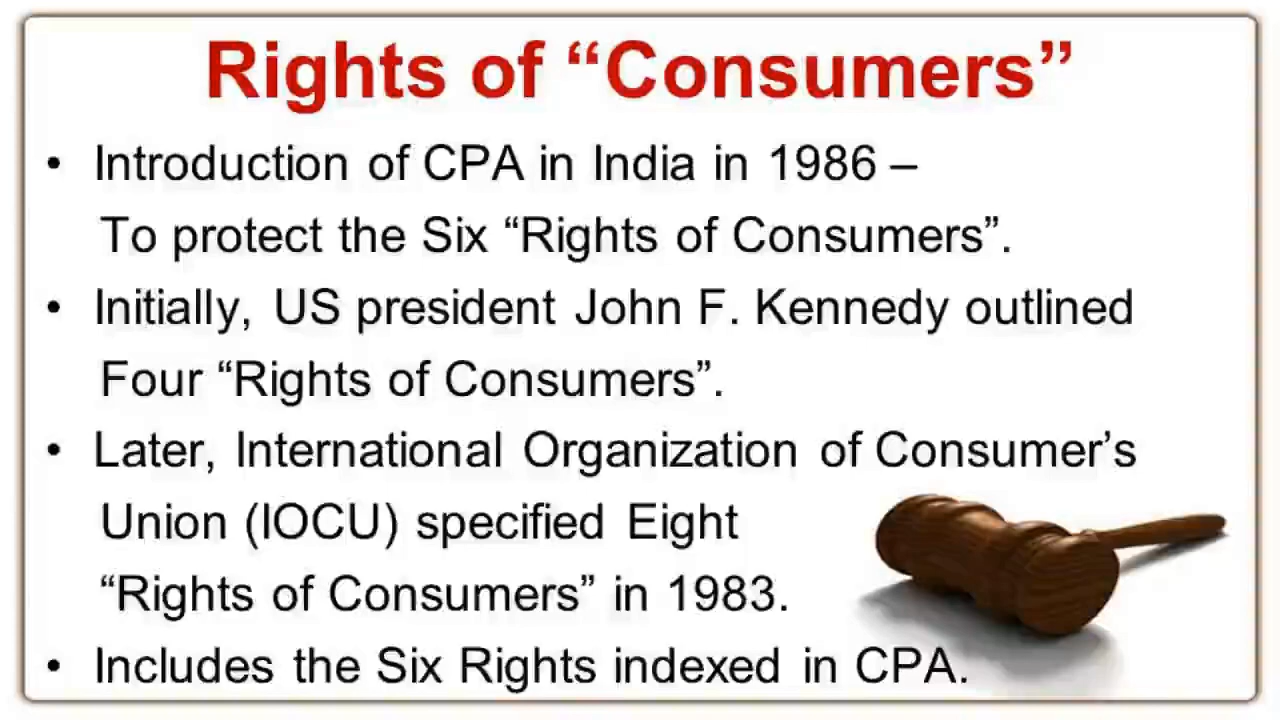 Rights of “Consumers”
• Introduction of CPA in India in 1986 –
To protect the Six “Rights of Consumers”.
• Initially, US president John F. Kennedy outlined
Four “Rights of Consumers”.
• Later, International Organization of Consumer’s
Union (IOCU) specified Eight
“Rights of Consumers” in 1983.
• Includes the Six Rights indexed in CPA.